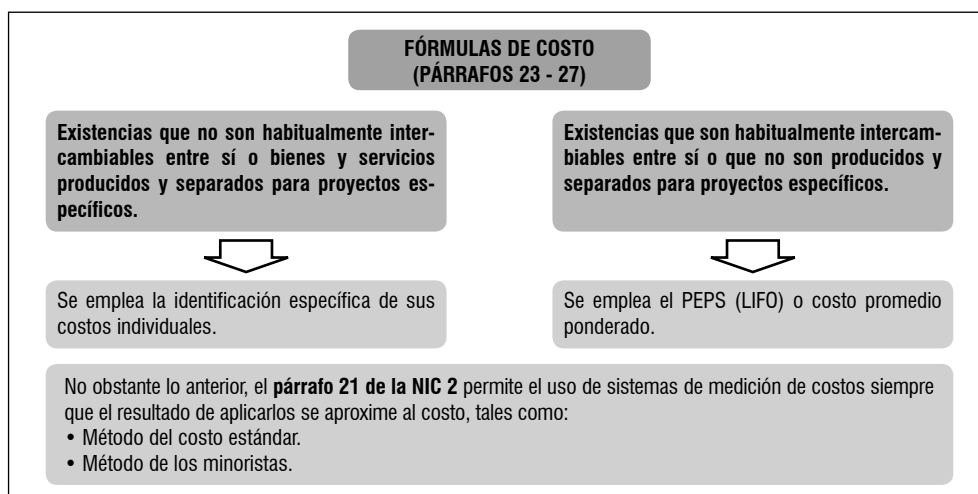 FÓRMULAS DE COSTO
(PÁRRAFOS 23 - 27)
Existencias que no son habitualmente inter-
cambiables entre sí o bienes y servicios
producidos y separados para proyectos es-
pecíficos.
Existencias que son habitualmente intercam-
biables entre sí o que no son producidos y
separados para proyectos específicos.
Se emplea la identificación específica de sus
costos individuales.
Se emplea el PEPS (LIFO) o costo promedio
ponderado.
No obstante lo anterior, el párrafo 21 de la NIC 2 permite el uso de sistemas de medición de costos siempre
que el resultado de aplicarlos se aproxime al costo, tales como:
• Método del costo estándar.
• Método de los minoristas.